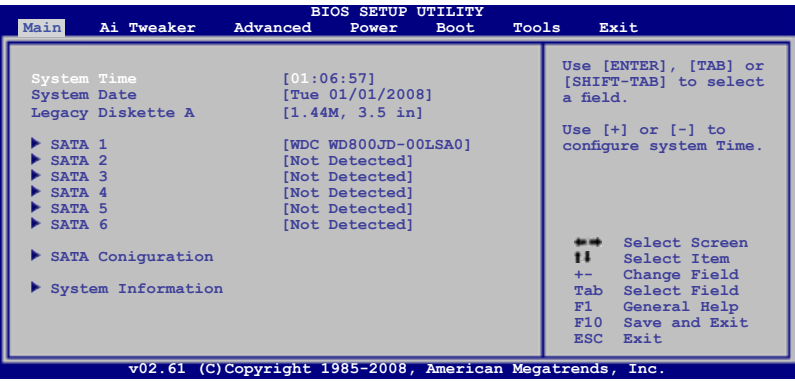 BIOS SETUP UTILITY
Main Ai Tweaker Advanced Power Boot Tools Exit
System Time [01:06:57]
System Date [Tue 01/01/2008]
Legacy Diskette A [1.44M, 3.5 in]
SATA 1 [WDC WD800JD-00LSA0]
SATA 2 [Not Detected]
SATA 3 [Not Detected]
SATA 4 [Not Detected]
SATA 5 [Not Detected]
SATA 6 [Not Detected]
SATA Coniguration
System Information
Use [ENTER], [TAB] or
[SHIFT-TAB] to select
a field.
Use [+] or [-] to
configure system Time.
Select Screen
Select Item
+- Change Field
Tab Select Field
F1 General Help
F10 Save and Exit
ESC Exit
v02.61 (C)Copyright 1985-2008, American Megatrends, Inc.